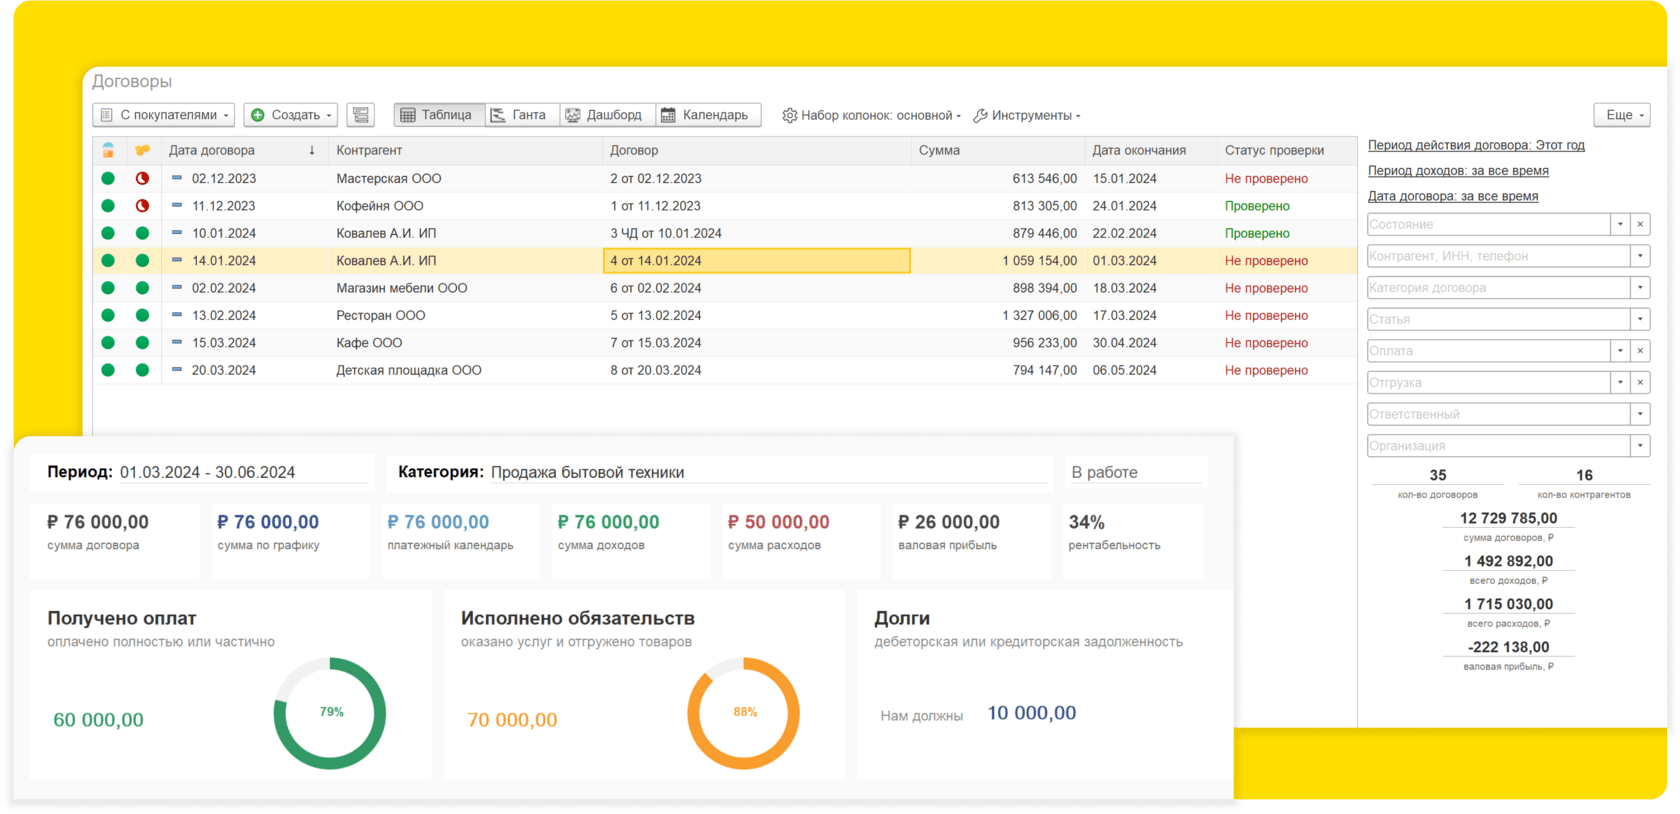 Договоры
С покупателями Создать Таблица Ганта Дашборд Календарь Набор колонок: основной Инструменты Еще
Дата договора ↓ Контрагент Договор Сумма Дата окончания Статус проверки
02.12.2023 Мастерская ООО 2 от 02.12.2023 613 546,00 15.01.2024 Не проверено
11.12.2023 Кофейня ООО 1 от 11.12.2023 813 305,00 24.01.2024 Проверено
10.01.2024 Ковалев А.И. ИП 3 ЧД от 10.01.2024 879 446,00 22.02.2024 Проверено
14.01.2024 Ковалев А.И. ИП 4 от 14.01.2024 1 059 154,00 01.03.2024 Не проверено
02.02.2024 Магазин мебели ООО 6 от 02.02.2024 898 394,00 18.03.2024 Не проверено
13.02.2024 Ресторан ООО 5 от 13.02.2024 1 327 006,00 17.03.2024 Не проверено
15.03.2024 Кафе ООО 7 от 15.03.2024 956 233,00 30.04.2024 Не проверено
20.03.2024 Детская площадка ООО 8 от 20.03.2024 794 147,00 06.05.2024 Не проверено
Период действия договора: Этот год
Период доходов: за все время
Дата договора: за все время
Состояние
Контрагент, ИНН, телефон
Категория договора
Статья
Оплата
Отгрузка
Ответственный
Организация
35 16
кол-во договоров кол-во контрагентов
12 729 785,00
сумма договоров, ₽
1 492 892,00
всего доходов, ₽
1 715 030,00
всего расходов, ₽
-222 138,00
валовая прибыль, ₽
Период: 01.03.2024 - 30.06.2024 Категория: Продажа бытовой техники В работе
₽ 76 000,00 ₽ 76 000,00 ₽ 76 000,00 ₽ 76 000,00 ₽ 50 000,00 ₽ 26 000,00 34%
сумма договора сумма по графику платежный календарь сумма доходов сумма расходов валовая прибыль рентабельность
Получено оплат
оплачено полностью или частично
60 000,00 79%
Исполнено обязательств
оказано услуг и отгружено товаров
70 000,00 88%
Долги
дебеторская или кредиторская задолженность
Нам должны 10 000,00